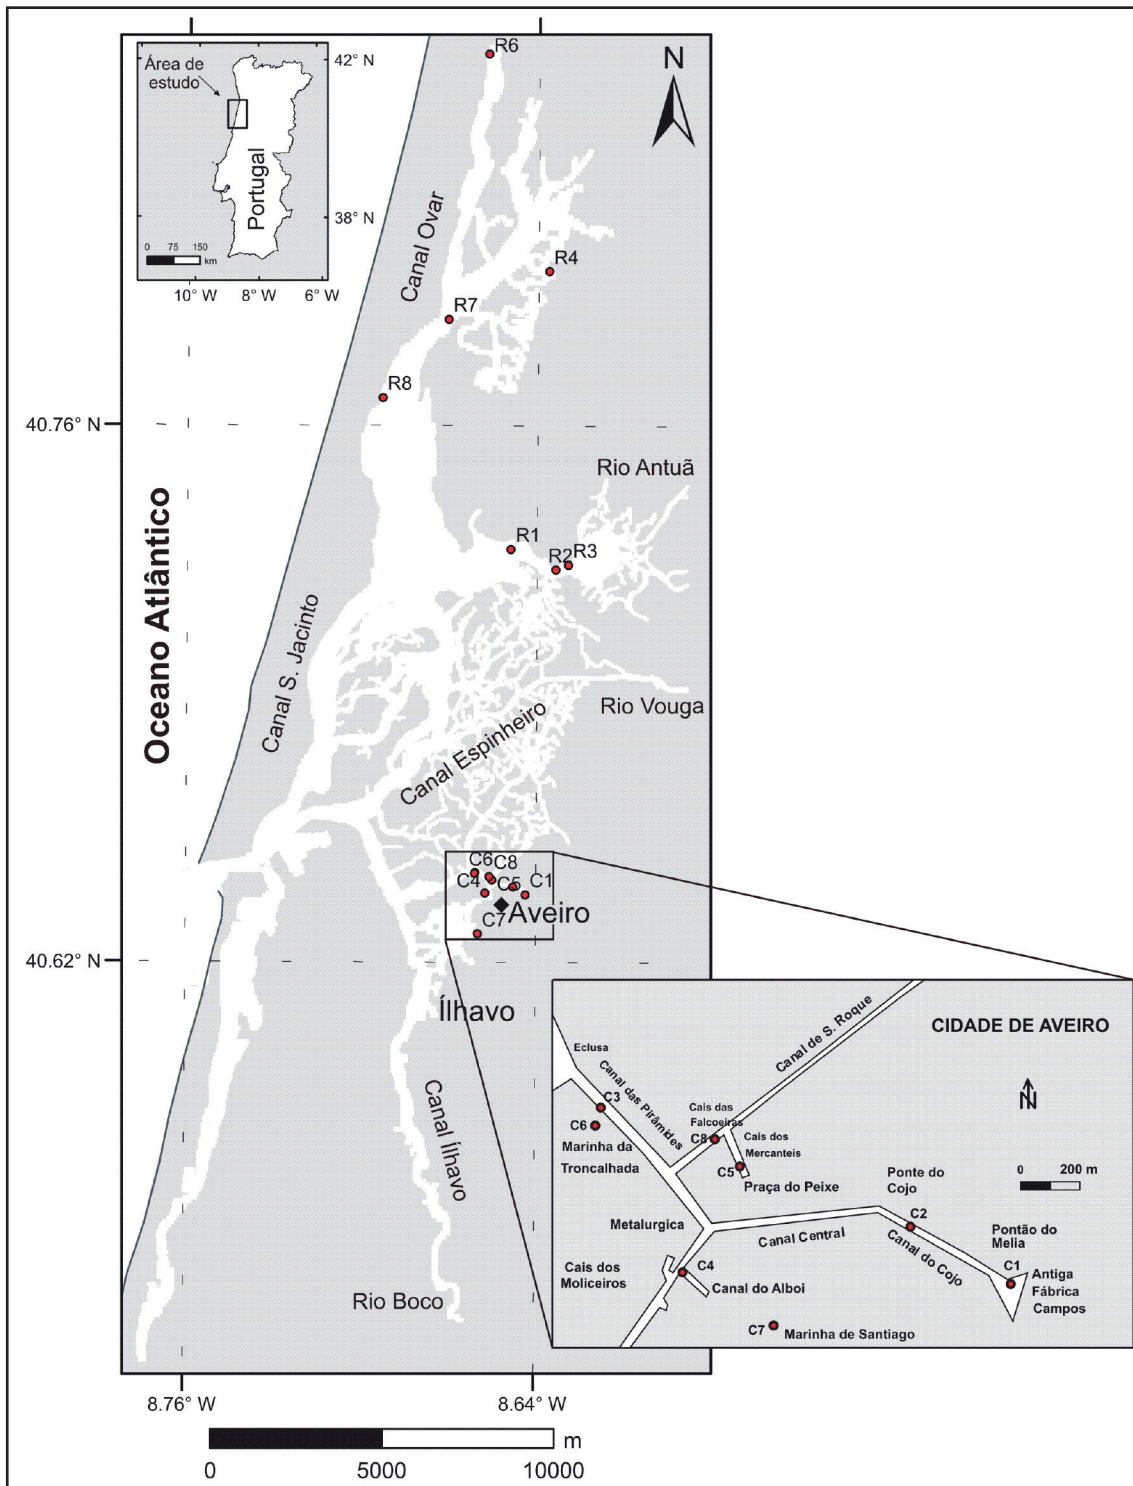 Área de
estudo
42° N
38° N
Portugal
0 75 150
km
10° W 8° W 6° W
N
R6
Canal Ovar
R4
R7
R8
40.76° N
Rio Antuã
R1
R2
R3
Oceano Atlântico
Canal S. Jacinto
Rio Vouga
Canal Espinheiro
C6
C8
C4
C5
C1
Aveiro
C7
40.62° N
Ílhavo
Canal Ílhavo
Rio Boco
CIDADE DE AVEIRO
Canal de S. Roque
Eclusa
Canal das Pirâmides
N
C3
C6
Cais das
Falcoeiras
C8
Cais dos
Mercanteis
Marinha da
Troncalhada
C5
Praça do Peixe
0 200 m
Ponte do
Cojo
C2
Metalurgica
Canal Central
Canal do Cojo
Pontão do
Melia
C1
Antiga
Fábrica
Campos
Cais dos
Moliceiros
C4
Canal do Alboi
C7
Marinha de Santiago
8.76° W
8.64° W
m
0 5000 10000